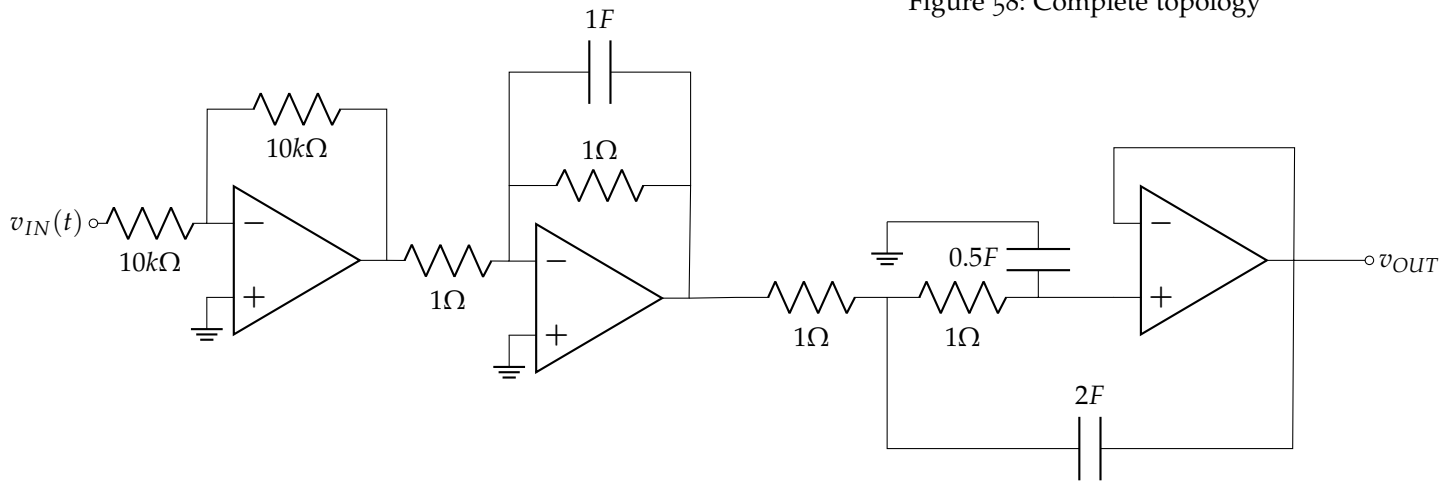 Figure 58: Complete topology
1F
10kΩ
1Ω
v_IN(t)
−
10kΩ
+
1Ω
−
+
0.5F
1Ω
1Ω
−
+
v_OUT
2F